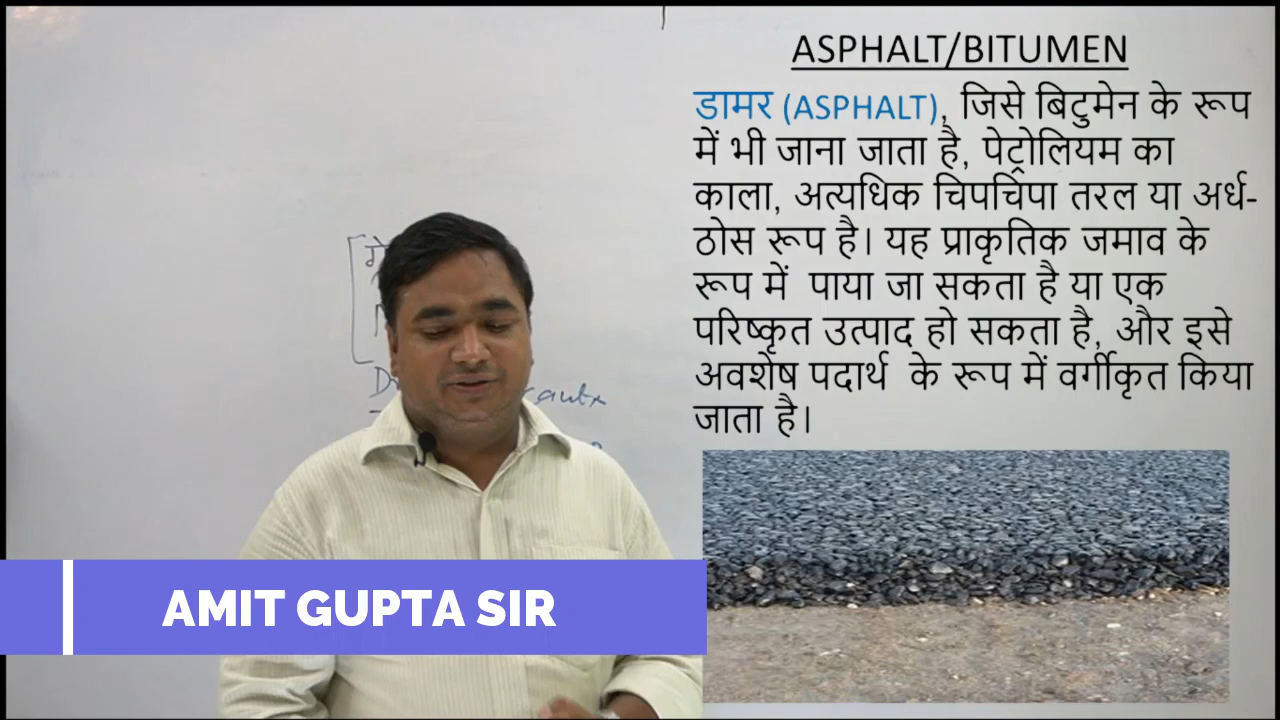 ASPHALT/BITUMEN
डामर (ASPHALT), जिसे बिटुमेन के रूप
में भी जाना जाता है, पेट्रोलियम का
काला, अत्यधिक चिपचिपा तरल या अर्ध-
ठोस रूप है। यह प्राकृतिक जमाव के
रूप में पाया जा सकता है या एक
परिष्कृत उत्पाद हो सकता है, और इसे
अवशेष पदार्थ के रूप में वर्गीकृत किया
जाता है।
AMIT GUPTA SIR